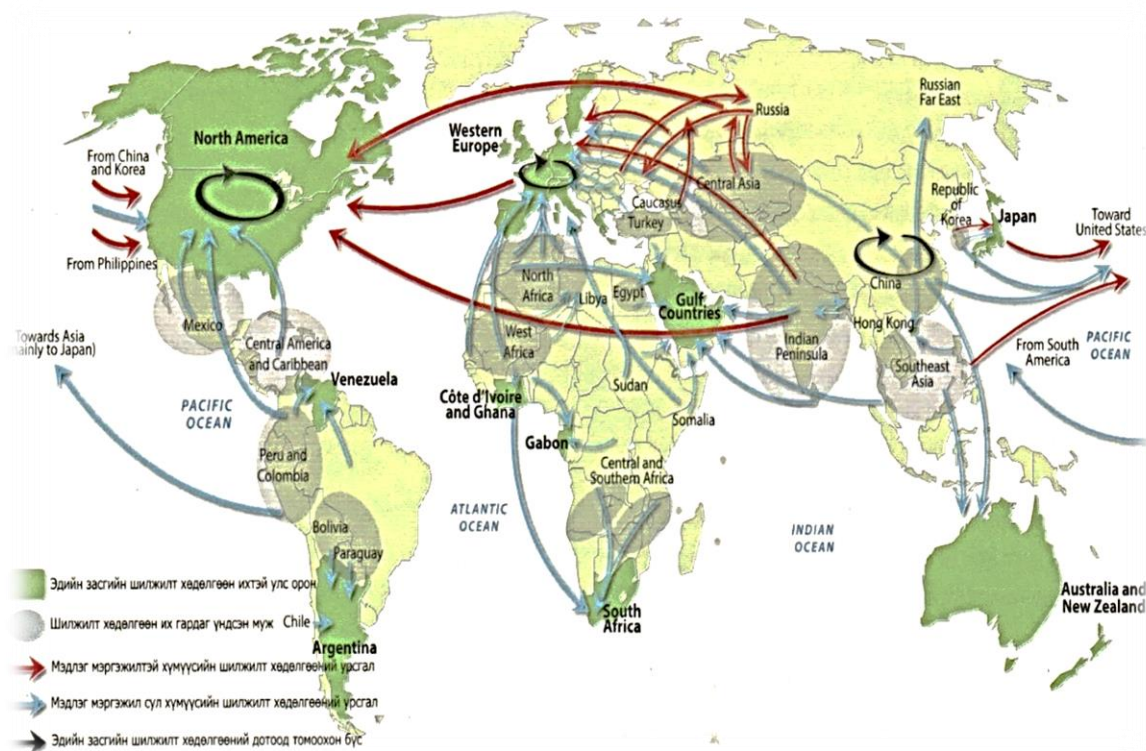 Russian
Far East
Russia
North America
Western
Europe
From China
and Korea
Central Asia
Republic
of
Korea
Caucasus
Turkey
Japan
Toward
United States
From Philippines
North
Africa
Libya
Egypt
China
Gulf
Countries
Mexico
West
Africa
Hong Kong
Indian
Peninsula
Towards Asia
mainly to Japan)
Central America
and Caribbean
From South
America
PACIFIC
OCEAN
Southeast
Asia
Venezuela
Sudan
PACIFIC
OCEAN
Côte d'Ivoire
and Ghana
Somalia
Gabon
Peru and
Colombia
Central and
Southern Africa
ATLANTIC
OCEAN
INDIAN
OCEAN
Bolivia
Paraguay
Эдийн засгийн шилжилт хөдөлгөөн ихтэй улс орон
Australia and
New Zealand
South
Africa
Шилжилт хөдөлгөөн их гардаг үндсэн муж
Chile
Argentina
Мэдлэг мэргэжилтэй хүмүүсийн шилжилт хөдөлгөөний урсгал
Мэдлэг мэргэжил сул хүмүүсийн шилжилт хөдөлгөөний урсгал
Эдийн засгийн шилжилт хөдөлгөөний дотоод томоохон бүс